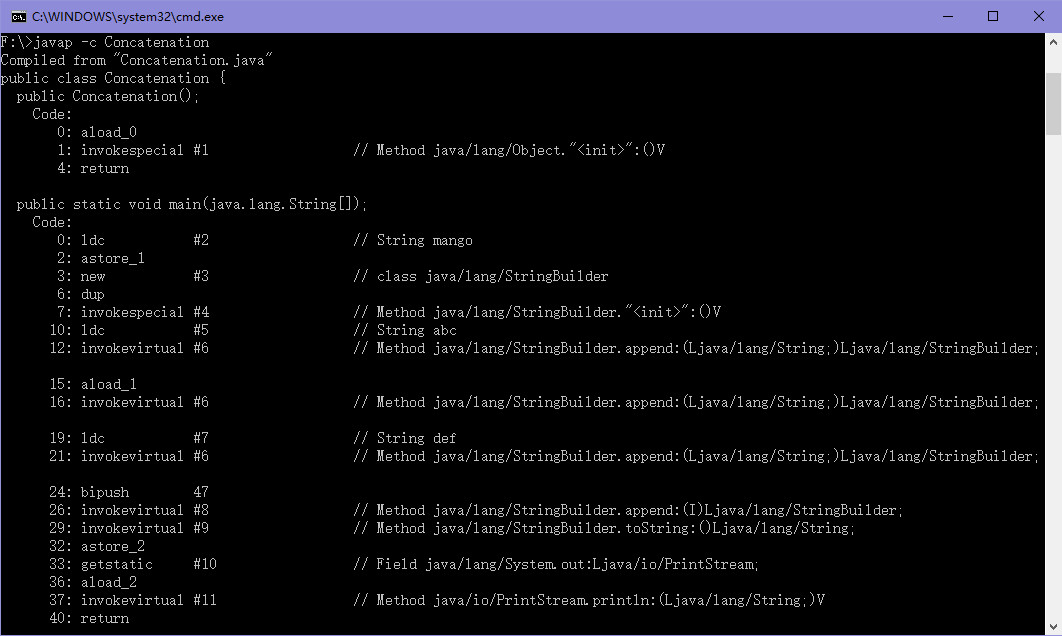 C:\WINDOWS\system32\cmd.exe
F:\>javap -c Concatenation
Compiled from "Concatenation.java"
public class Concatenation {
  public Concatenation();
    Code:
       0: aload_0
       1: invokespecial #1                  // Method java/lang/Object."<init>":()V
       4: return

  public static void main(java.lang.String[]);
    Code:
       0: ldc           #2                  // String mango
       2: astore_1
       3: new           #3                  // class java/lang/StringBuilder
       6: dup
       7: invokespecial #4                  // Method java/lang/StringBuilder."<init>":()V
      10: ldc           #5                  // String abc
      12: invokevirtual #6                  // Method java/lang/StringBuilder.append:(Ljava/lang/String;)Ljava/lang/StringBuilder;

      15: aload_1
      16: invokevirtual #6                  // Method java/lang/StringBuilder.append:(Ljava/lang/String;)Ljava/lang/StringBuilder;

      19: ldc           #7                  // String def
      21: invokevirtual #6                  // Method java/lang/StringBuilder.append:(Ljava/lang/String;)Ljava/lang/StringBuilder;

      24: bipush        47
      26: invokevirtual #8                  // Method java/lang/StringBuilder.append:(I)Ljava/lang/StringBuilder;
      29: invokevirtual #9                  // Method java/lang/StringBuilder.toString:()Ljava/lang/String;
      32: astore_2
      33: getstatic     #10                 // Field java/lang/System.out:Ljava/io/PrintStream;
      36: aload_2
      37: invokevirtual #11                 // Method java/io/PrintStream.println:(Ljava/lang/String;)V
      40: return